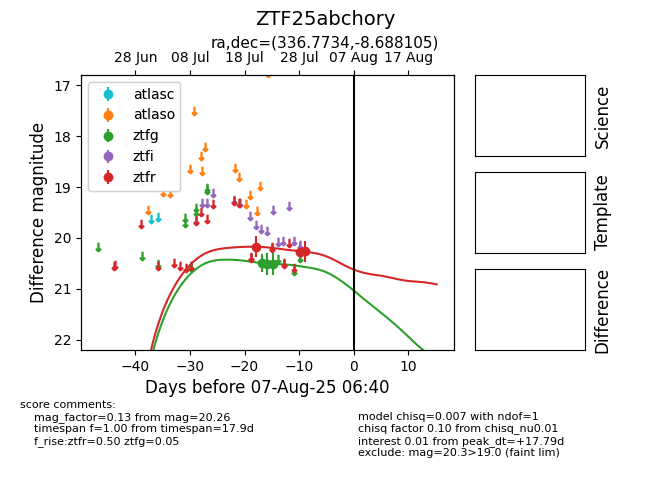 ZTF25abchory
ra,dec=(336.7734,-8.688105)
28 Jun 08 Jul 18 Jul 28 Jul 07 Aug 17 Aug
17
18
19
20
21
22
Difference magnitude
atlasc
atlaso
ztfg
ztfi
ztfr
−40 −30 −20 −10 0 10
Days before 07-Aug-25 06:40
Science
Template
Difference
score comments:
mag_factor=0.13 from mag=20.26
timespan f=1.00 from timespan=17.9d
f_rise:ztfr=0.50 ztfg=0.05
model chisq=0.007 with ndof=1
chisq factor 0.10 from chisq_nu0.01
interest 0.01 from peak_dt=+17.79d
exclude: mag=20.3>19.0 (faint lim)